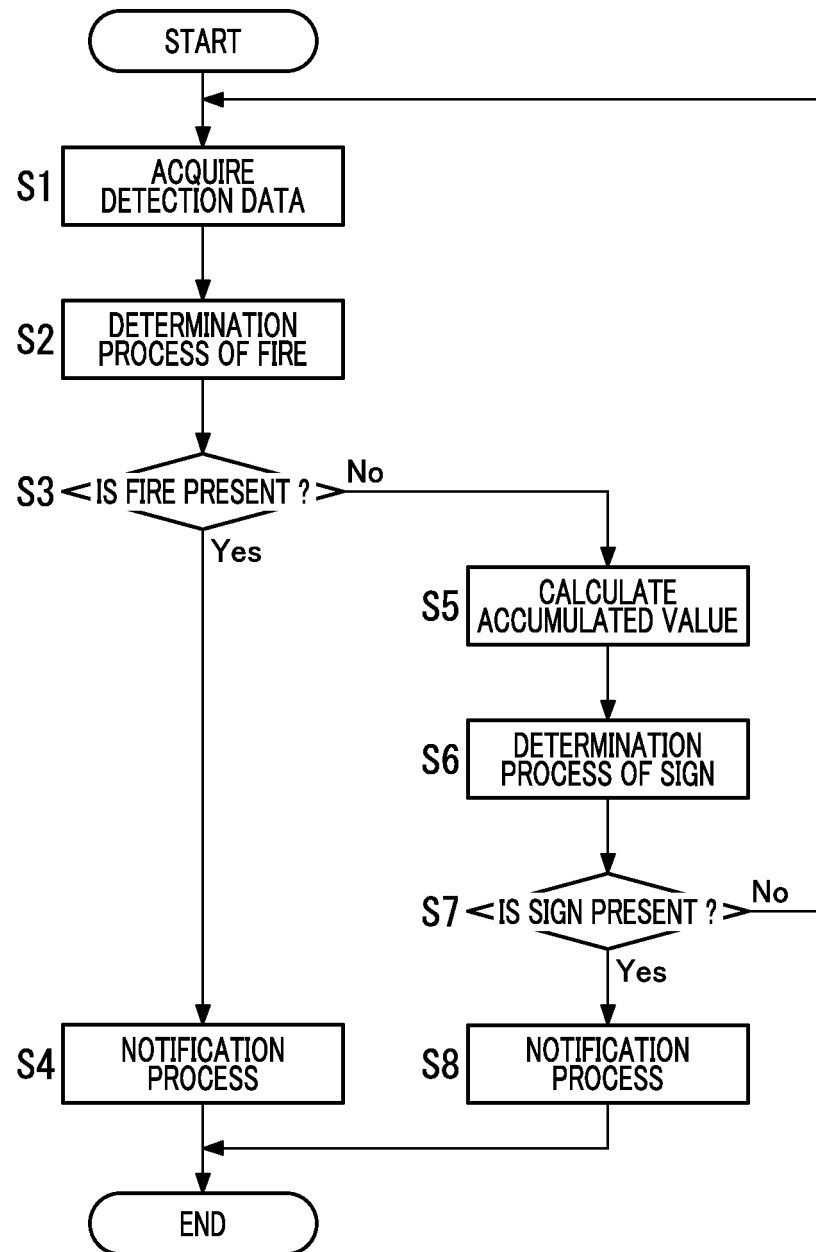 START
S1
ACQUIRE
DETECTION DATA
S2
DETERMINATION
PROCESS OF FIRE
S3
IS FIRE PRESENT ?
No
Yes
S5
CALCULATE
ACCUMULATED VALUE
S6
DETERMINATION
PROCESS OF SIGN
S7
IS SIGN PRESENT ?
No
Yes
S4
NOTIFICATION
PROCESS
S8
NOTIFICATION
PROCESS
END